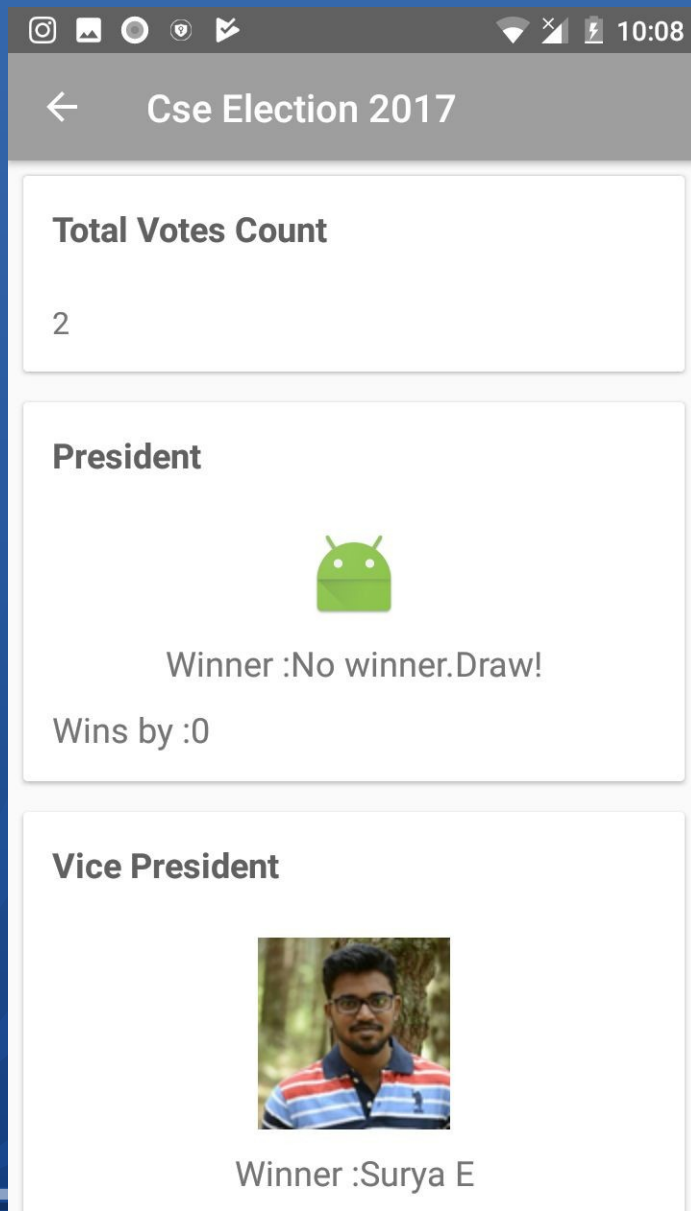 10:08
Cse Election 2017
Total Votes Count
2
President
Winner :No winner.Draw!
Wins by :0
Vice President
Winner :Surya E